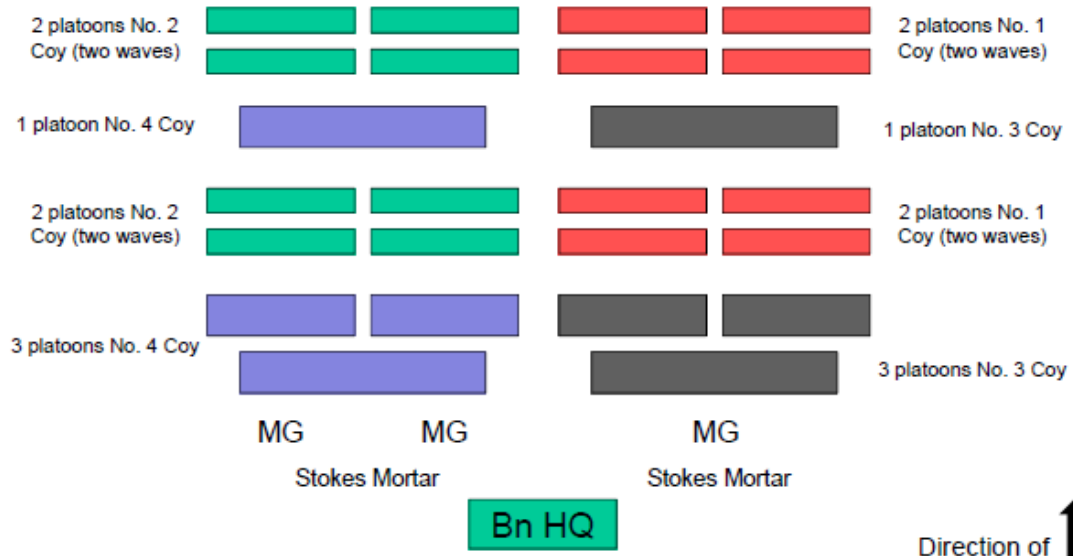 2 platoons No. 2
Coy (two waves)
2 platoons No. 1
Coy (two waves)
1 platoon No. 4 Coy
1 platoon No. 3 Coy
2 platoons No. 2
Coy (two waves)
2 platoons No. 1
Coy (two waves)
3 platoons No. 4 Coy
3 platoons No. 3 Coy
MG MG MG
Stokes Mortar Stokes Mortar
Bn HQ
Direction of